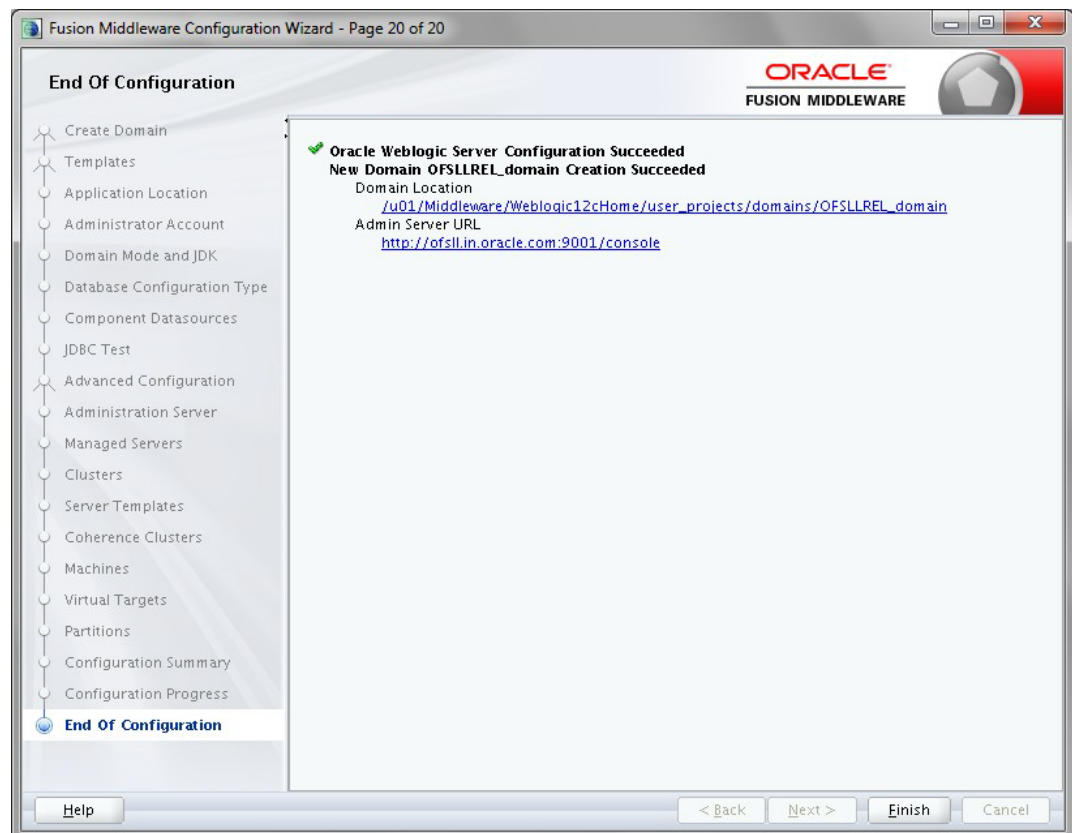 Fusion Middleware Configuration Wizard - Page 20 of 20
End Of Configuration
ORACLE
FUSION MIDDLEWARE
Create Domain
Templates
Application Location
Administrator Account
Domain Mode and JDK
Database Configuration Type
Component Datasources
JDBC Test
Advanced Configuration
Administration Server
Managed Servers
Clusters
Server Templates
Coherence Clusters
Machines
Virtual Targets
Partitions
Configuration Summary
Configuration Progress
End Of Configuration
Oracle Weblogic Server Configuration Succeeded
New Domain OFSLLREL_domain Creation Succeeded
Domain Location
/u01/Middleware/Weblogic12cHome/user_projects/domains/OFSLLREL_domain
Admin Server URL
http://ofsll.in.oracle.com:9001/console
Help
< Back
Next >
Finish
Cancel